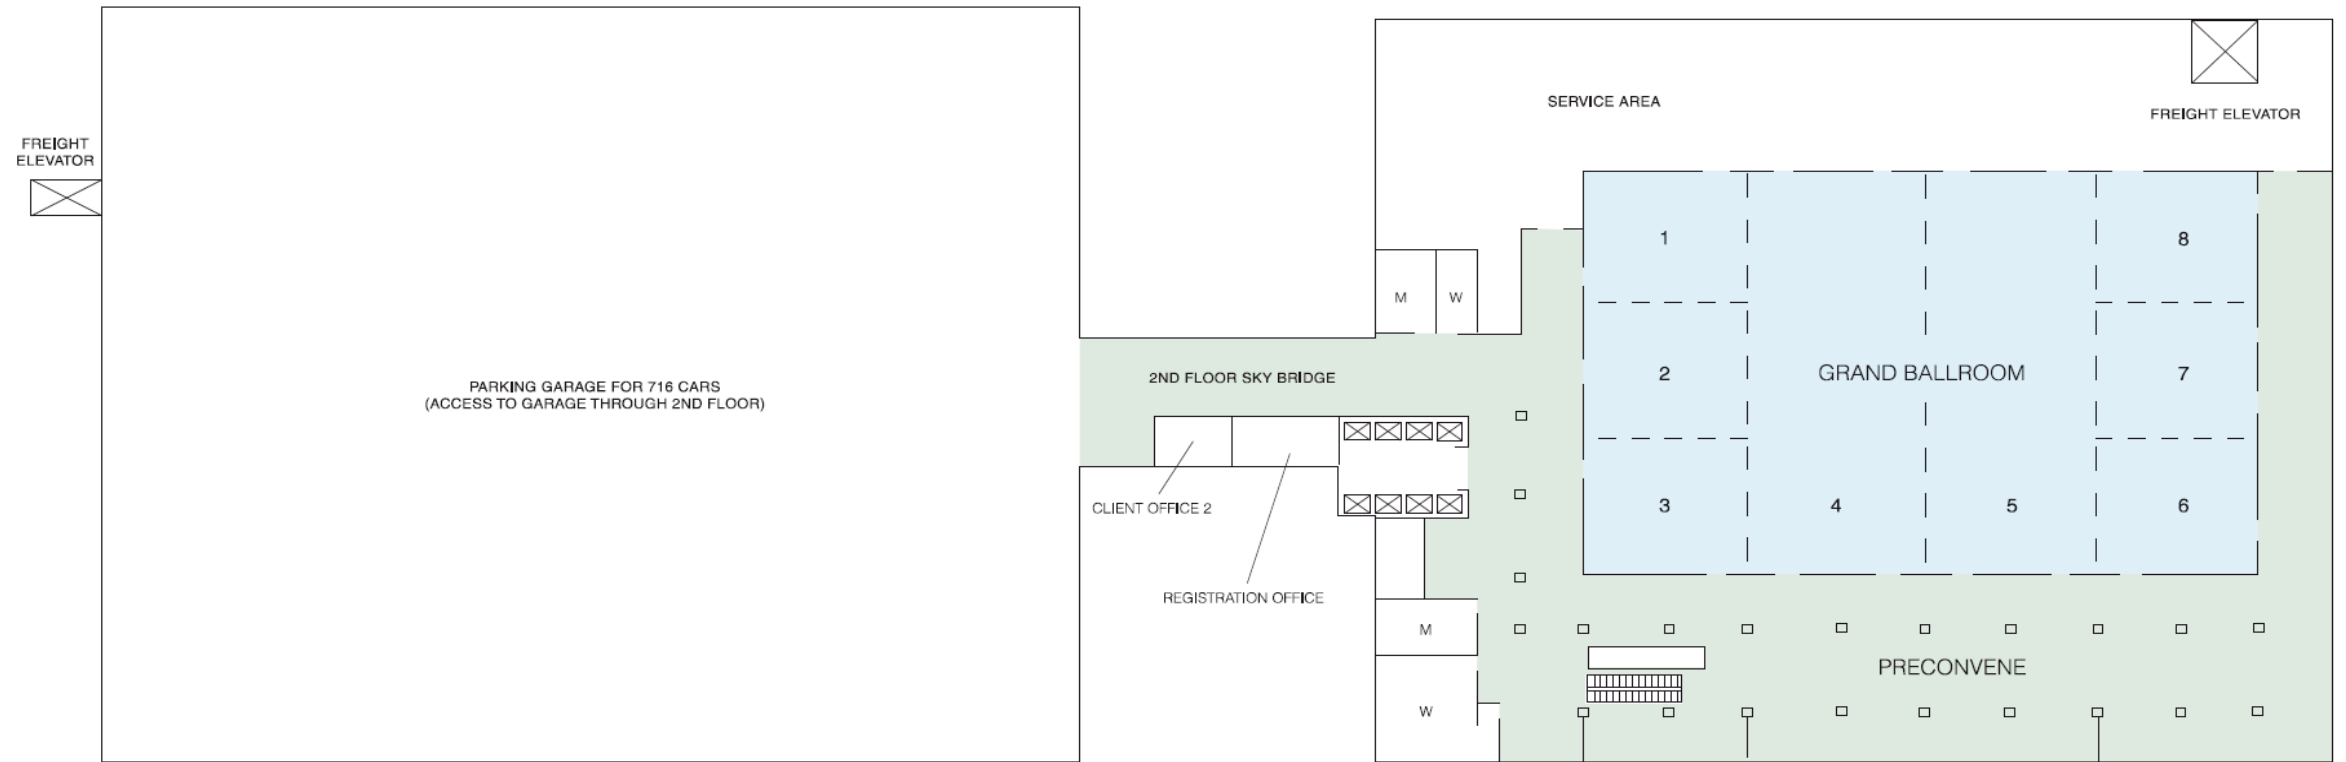 FREIGHT
ELEVATOR
PARKING GARAGE FOR 716 CARS
(ACCESS TO GARAGE THROUGH 2ND FLOOR)
2ND FLOOR SKY BRIDGE
CLIENT OFFICE 2
REGISTRATION OFFICE
M
W
M
W
SERVICE AREA
FREIGHT ELEVATOR
1
8
2
GRAND BALLROOM
7
3
4
5
6
PRECONVENE